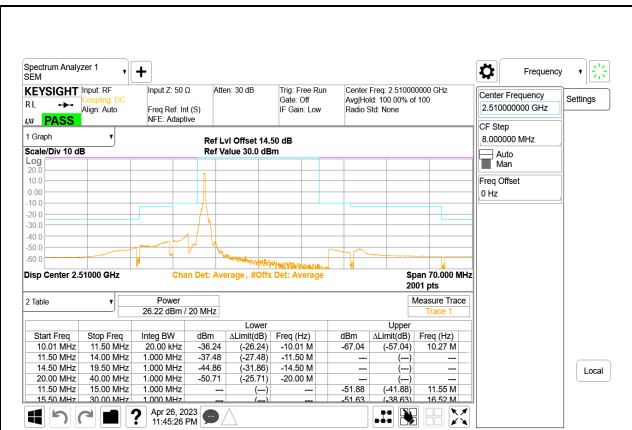 Spectrum Analyzer 1
SEM
Frequency
KEYSIGHT
RL
PASS
Input: RF
Coupling: DC
Align: Auto
Input Z: 50 Ω
Freq Ref: Int (S)
NFE: Adaptive
Atten: 30 dB
Trig: Free Run
Gate: Off
IF Gain: Low
Center Freq: 2.510000000 GHz
Avg|Hold: 100.00% of 100
Radio Std: None
Center Frequency
2.510000000 GHz
Settings
CF Step
8.000000 MHz
Auto
Man
Freq Offset
0 Hz
Local
1 Graph
Scale/Div 10 dB
Ref Lvl Offset 14.50 dB
Ref Value 30.0 dBm
Log
20.0
10.0
0.00
-10.0
-20.0
-30.0
-40.0
-50.0
-60.0
Disp Center 2.51000 GHz
Chan Det: Average , #Offs Det: Average
Span 70.000 MHz
2001 pts
2 Table
Power
26.22 dBm / 20 MHz
Measure Trace
Trace 1
Lower Upper
Start Freq Stop Freq Integ BW dBm ΔLimit(dB) Freq (Hz) dBm ΔLimit(dB) Freq (Hz)
10.01 MHz 11.50 MHz 20.00 kHz -36.24 (-26.24) -10.01 M -67.04 (-57.04) 10.27 M
11.50 MHz 14.00 MHz 1.000 MHz -37.48 (-27.48) -11.50 M --- (---) ---
14.50 MHz 19.50 MHz 1.000 MHz -44.86 (-31.86) -14.50 M --- (---) ---
20.00 MHz 40.00 MHz 1.000 MHz -50.71 (-25.71) -20.00 M --- (---) ---
11.50 MHz 15.00 MHz 1.000 MHz --- (---) --- -51.88 (-41.88) 11.55 M
15.50 MHz 30.00 MHz 1.000 MHz --- (---) --- -51.63 (-38.63) 16.52 M
Apr 26, 2023
11:45:26 PM